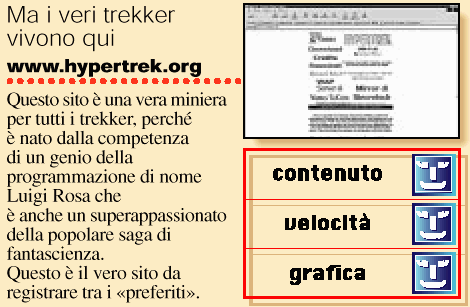 Ma i veri trekker
vivono qui
www.hypertrek.org
Questo sito è una vera miniera
per tutti i trekker, perché
è nato dalla competenza
di un genio della
programmazione di nome
Luigi Rosa che
è anche un superappassionato
della popolare saga di
fantascienza.
Questo è il vero sito da
registrare tra i «preferiti».
contenuto
velocità
grafica